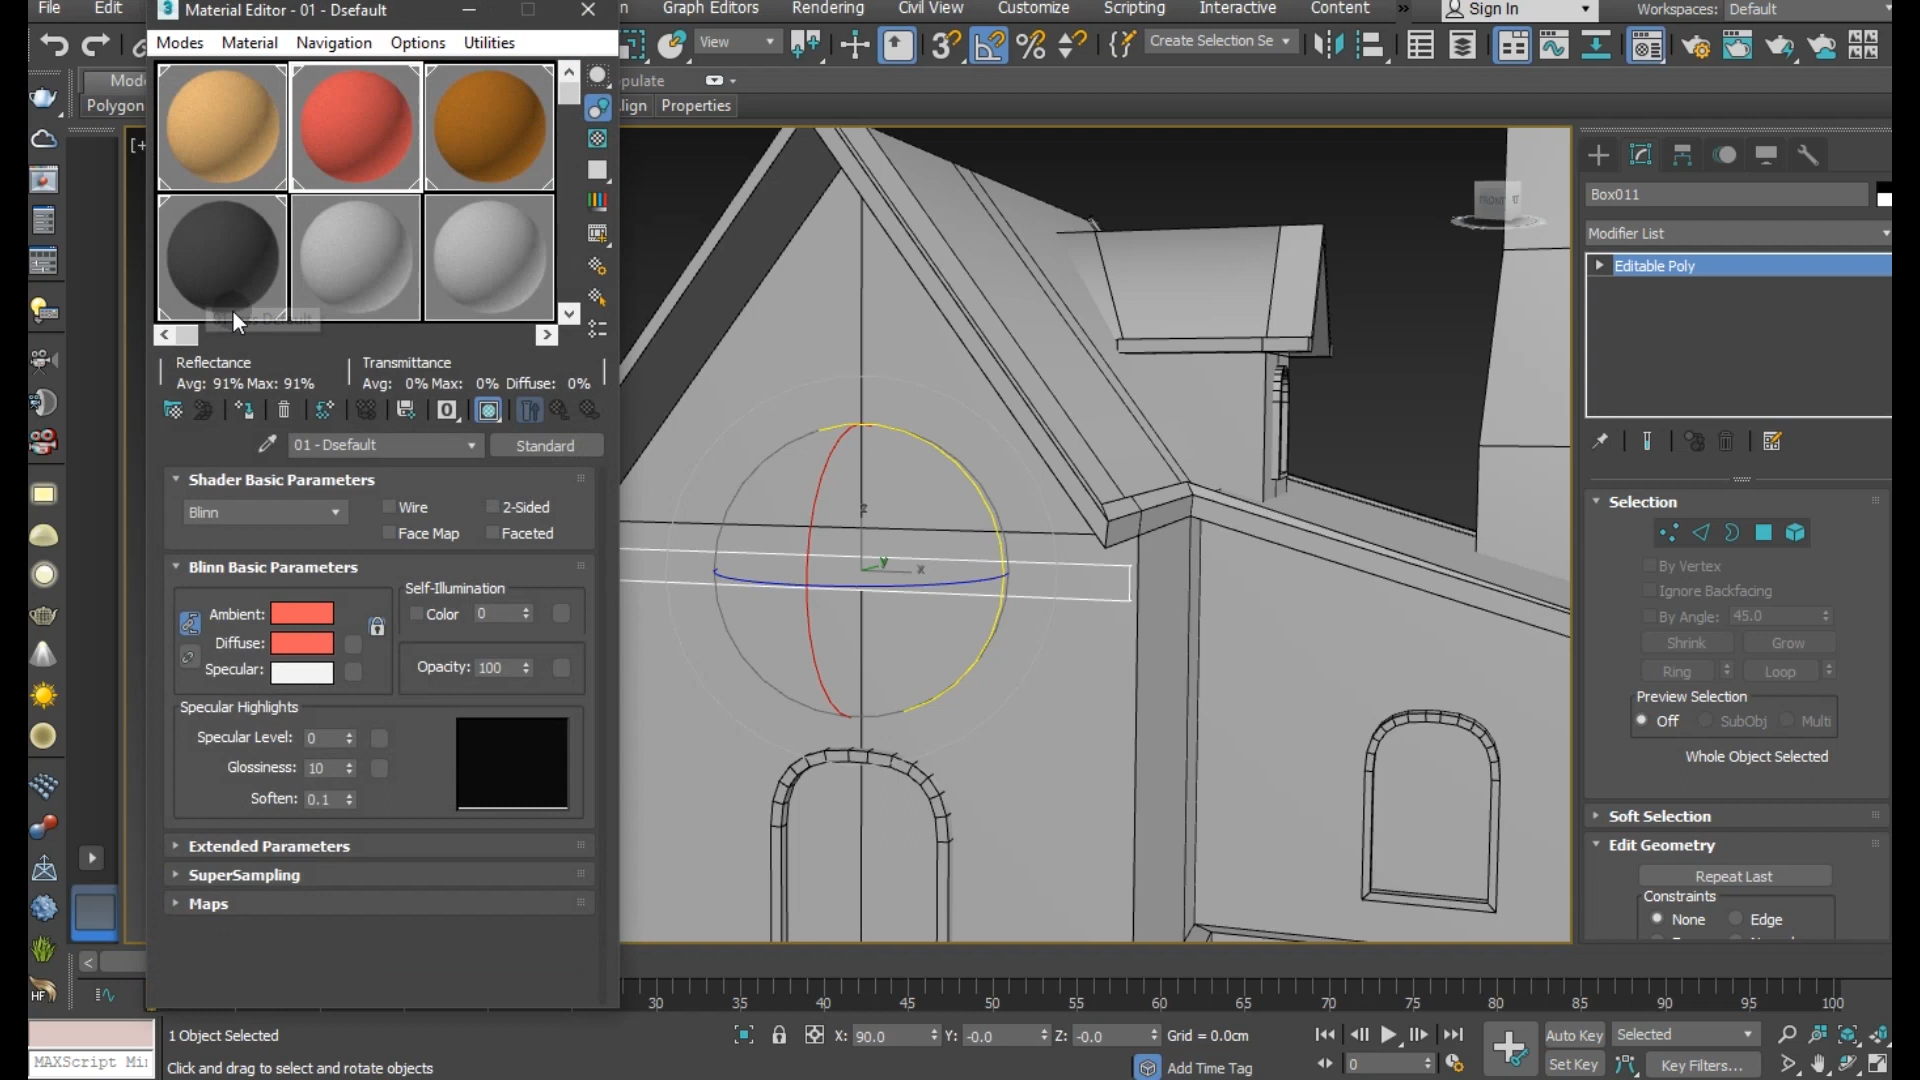 File Edit Graph Editors Rendering Civil View Customize Scripting Interactive Content » Sign In Workspaces: Default
3 Material Editor - 01 - Dsefault
Modes Material Navigation Options Utilities
View
Create Selection Se
Mod
Polygon
Properties
[+
Box011
Modifier List
Editable Poly
Reflectance
Avg: 91% Max: 91%
Transmittance
Avg: 0% Max: 0% Diffuse: 0%
01 - Dsefault
Standard
Shader Basic Parameters
Blinn
Wire
2-Sided
Face Map
Faceted
Blinn Basic Parameters
Self-Illumination
Ambient:
Color 0
Diffuse:
Specular:
Opacity: 100
Specular Highlights
Specular Level: 0
Glossiness: 10
Soften: 0.1
Extended Parameters
SuperSampling
Maps
z
y
x
Selection
By Vertex
Ignore Backfacing
By Angle: 45.0
Shrink Grow
Ring Loop
Preview Selection
Off SubObj Multi
Whole Object Selected
Soft Selection
Edit Geometry
Repeat Last
Constraints
None Edge
30 35 40 45 50 55 60 65 70 75 80 85 90 95 100
1 Object Selected
X: 90.0 Y: -0.0 Z: -0.0 Grid = 0.0cm
Auto Key Selected
MAXScript Mi
Click and drag to select and rotate objects
Add Time Tag
0
Set Key Key Filters...
HF